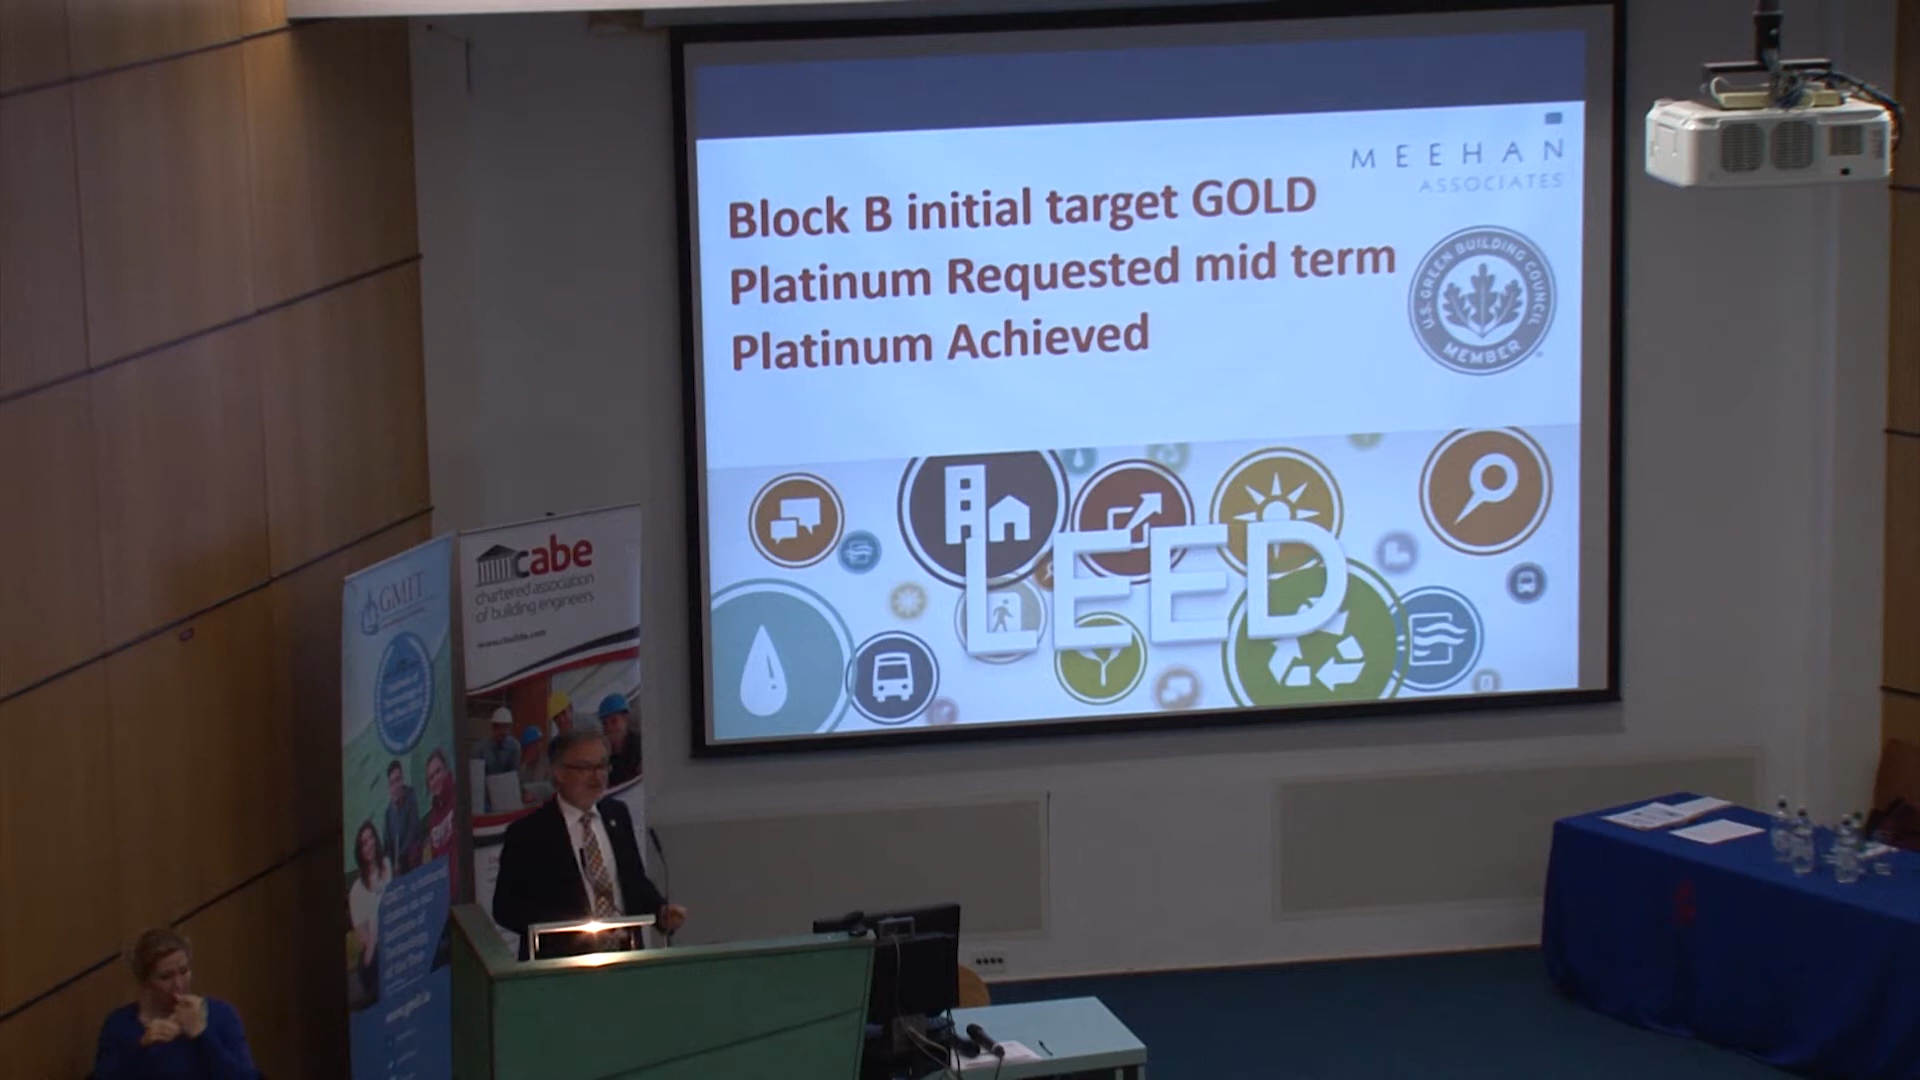 MEEHAN
ASSOCIATES
Block B initial target GOLD
Platinum Requested mid term
Platinum Achieved
U.S. GREEN BUILDING COUNCIL
MEMBER
LEED
GMIT
cabe
chartered association
of building engineers